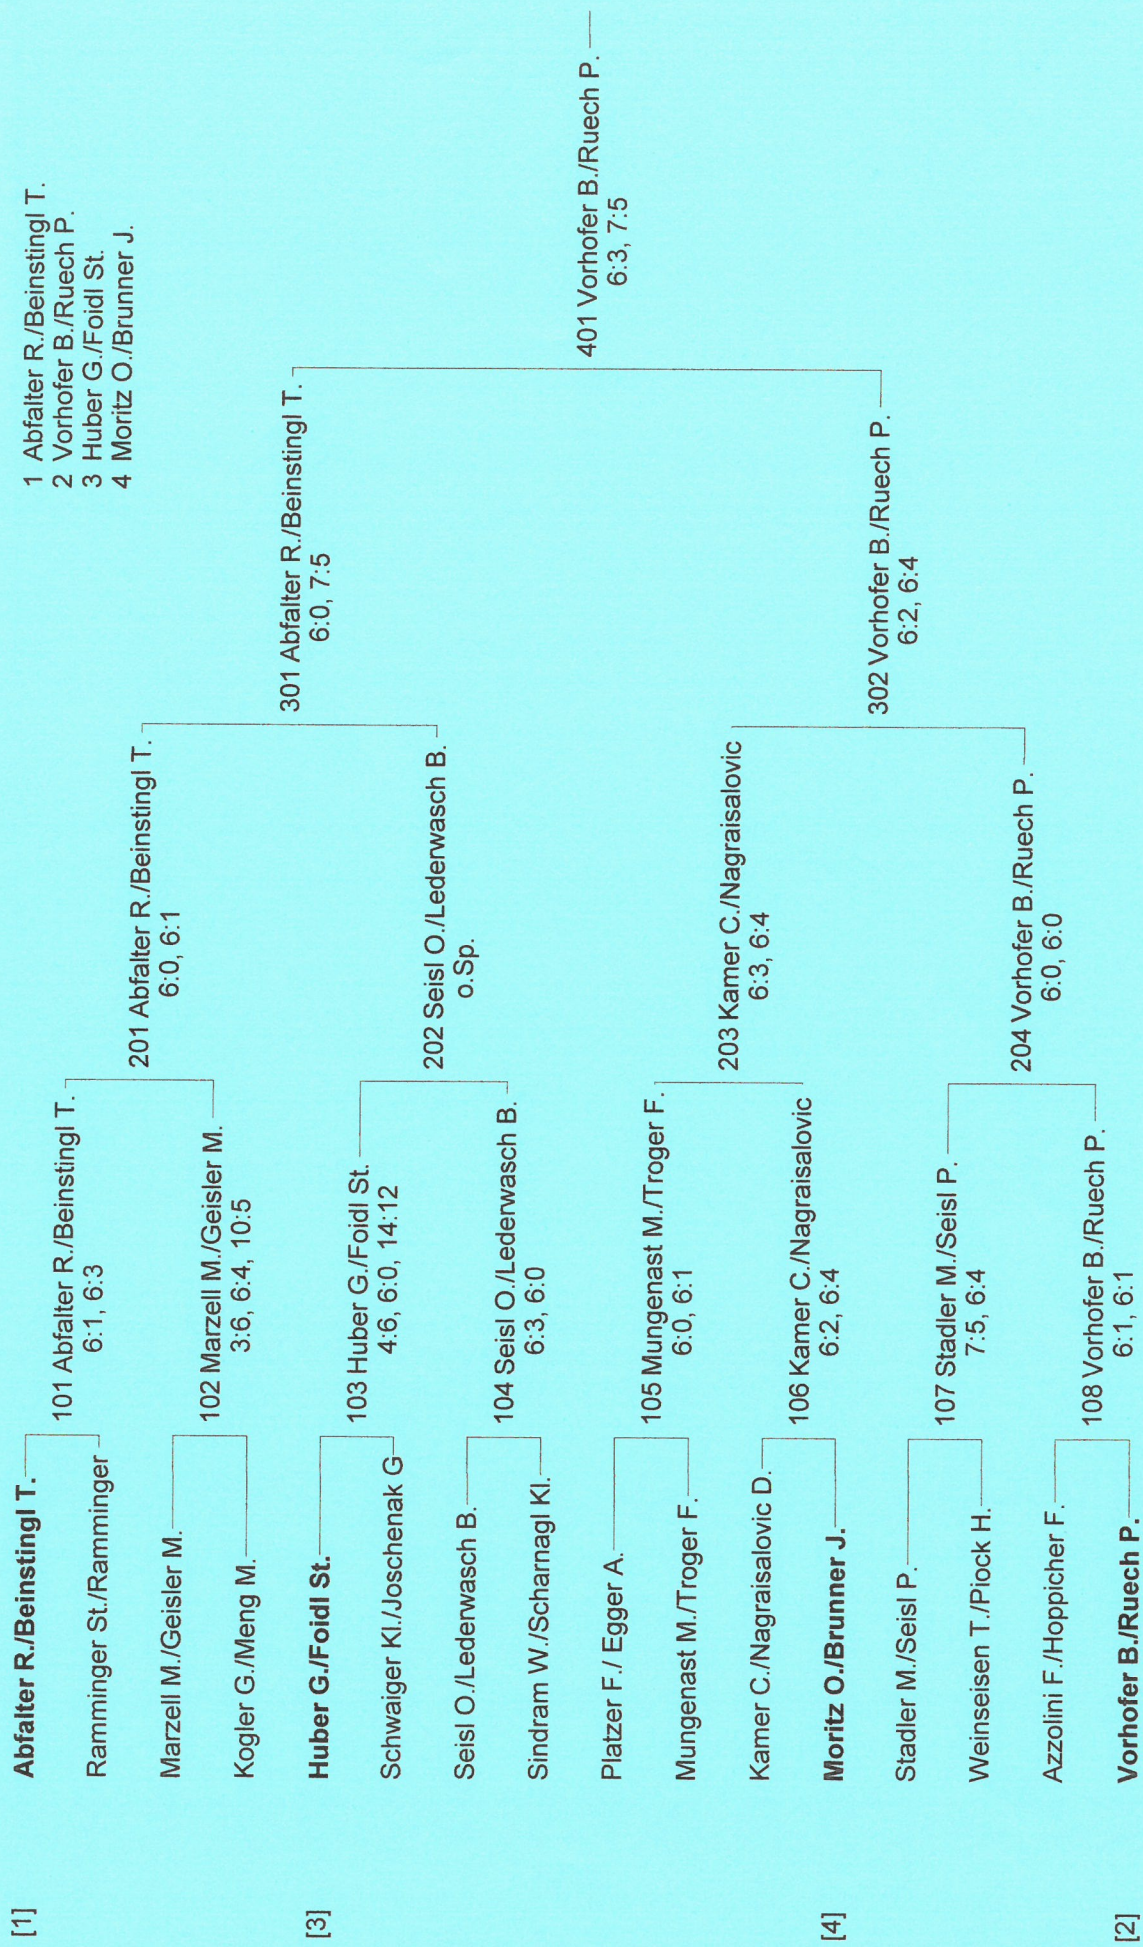 1 Abfalter R./Beinstingl T.
2 Vorhofer B./Ruech P.
3 Huber G./Foidl St.
4 Moritz O./Brunner J.
[1] Abfalter R./Beinstingl T.
101 Abfalter R./Beinstingl T.
6:1, 6:3
Ramminger St./Ramminger
201 Abfalter R./Beinstingl T.
6:0, 6:1
Marzell M./Geisler M.
102 Marzell M./Geisler M.
3:6, 6:4, 10:5
Kogler G./Meng M.
301 Abfalter R./Beinstingl T.
6:0, 7:5
[3] Huber G./Foidl St.
103 Huber G./Foidl St.
4:6, 6:0, 14:12
Schwaiger Kl./Joschenak G
202 Seisl O./Lederwasch B.
o.Sp.
Seisl O./Lederwasch B.
104 Seisl O./Lederwasch B.
6:3, 6:0
Sindram W./Scharnagl Kl.
401 Vorhofer B./Ruech P.
6:3, 7:5
Platzer F./ Egger A.
105 Mungenast M./Troger F.
6:0, 6:1
Mungenast M./Troger F.
203 Kamer C./Nagraisalovic
6:3, 6:4
Kamer C./Nagraisalovic D.
106 Kamer C./Nagraisalovic
6:2, 6:4
[4] Moritz O./Brunner J.
302 Vorhofer B./Ruech P.
6:2, 6:4
Stadler M./Seisl P.
107 Stadler M./Seisl P.
7:5, 6:4
Weinseisen T./Piock H.
204 Vorhofer B./Ruech P.
6:0, 6:0
Azzolini F./Hoppicher F.
108 Vorhofer B./Ruech P.
6:1, 6:1
[2] Vorhofer B./Ruech P.